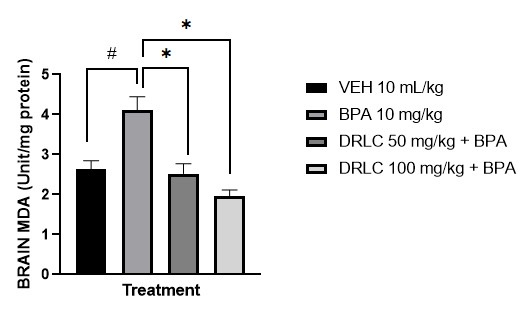 *
#
*
5
4
3
2
1
0
BRAIN MDA (Unit/mg protein)
Treatment
VEH 10 mL/kg
BPA 10 mg/kg
DRLC 50 mg/kg + BPA
DRLC 100 mg/kg + BPA